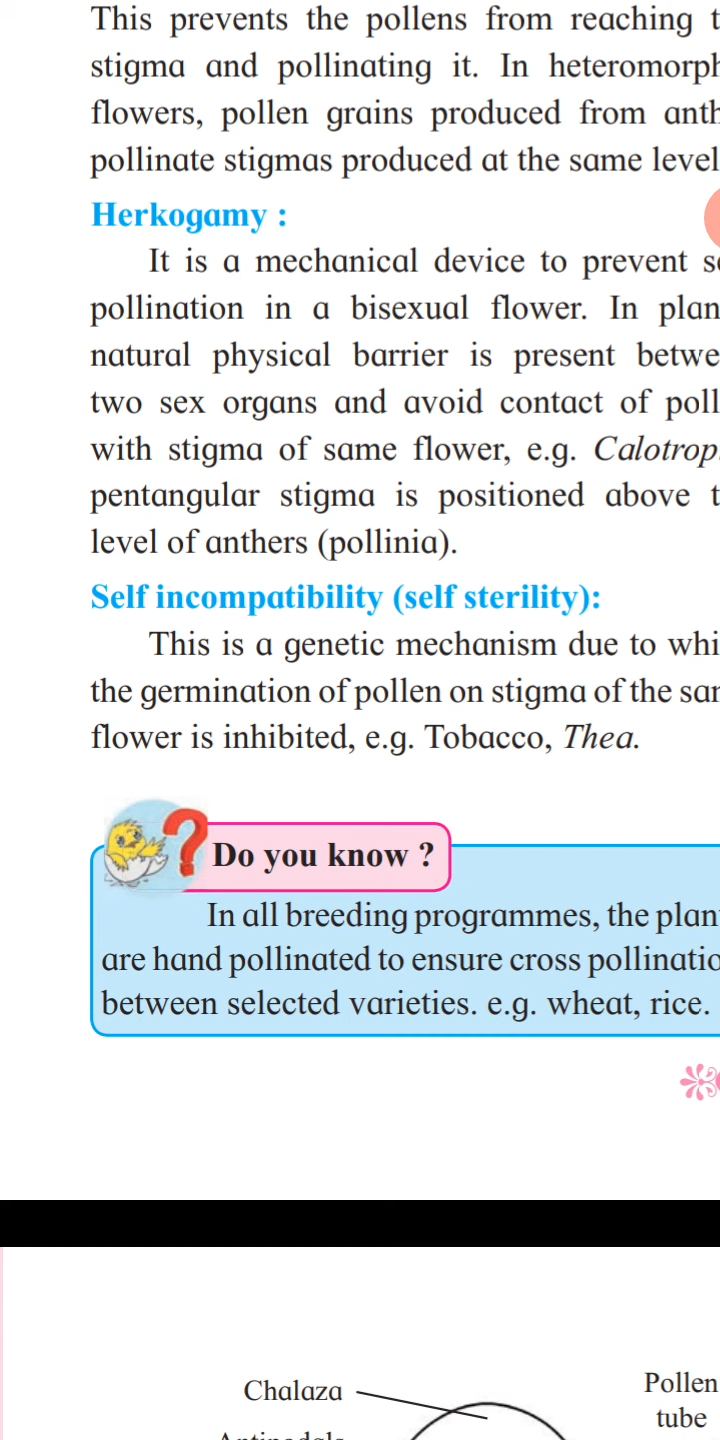 This prevents the pollens from reaching t
stigma and pollinating it. In heteromorph
flowers, pollen grains produced from anth
pollinate stigmas produced at the same level
Herkogamy :
It is a mechanical device to prevent se
pollination in a bisexual flower. In plan
natural physical barrier is present betwe
two sex organs and avoid contact of poll
with stigma of same flower, e.g. Calotrop
pentangular stigma is positioned above t
level of anthers (pollinia).
Self incompatibility (self sterility):
This is a genetic mechanism due to whi
the germination of pollen on stigma of the sam
flower is inhibited, e.g. Tobacco, Thea.
Do you know ?
In all breeding programmes, the plant
are hand pollinated to ensure cross pollinatio
between selected varieties. e.g. wheat, rice.
Chalaza
Pollen
tube